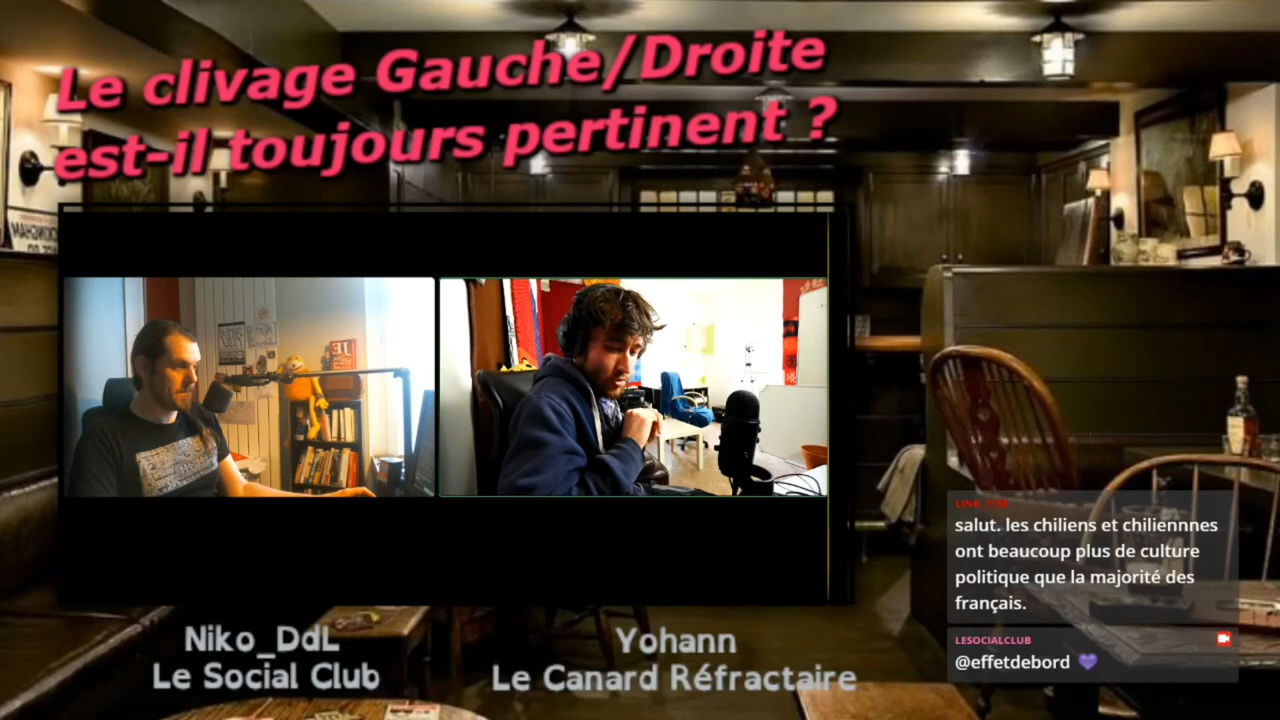 Le clivage Gauche/Droite
est-il toujours pertinent ?
Niko_DdL
Le Social Club
Yohann
Le Canard Réfractaire
salut. les chiliens et chiliennnes
ont beaucoup plus de culture
politique que la majorité des
français.
LESOCIALCLUB
@effetdebord 💜